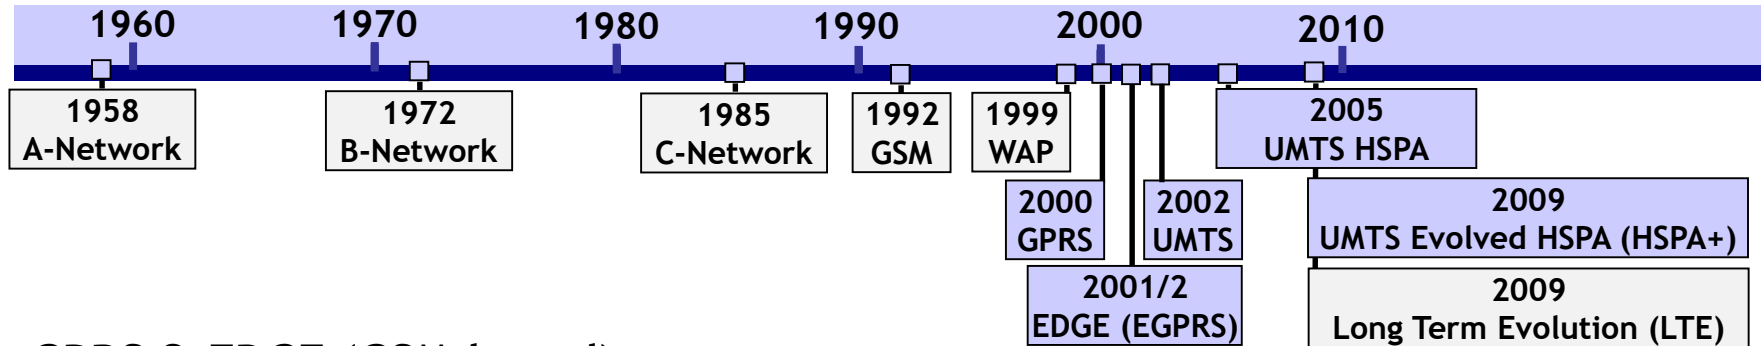 1960 1970 1980 1990 2000 2010
1958
A-Network
1972
B-Network
1985
C-Network
1992
GSM
1999
WAP
2005
UMTS HSPA
2000
GPRS
2002
UMTS
2009
UMTS Evolved HSPA (HSPA+)
2001/2
EDGE (EGPRS)
2009
Long Term Evolution (LTE)